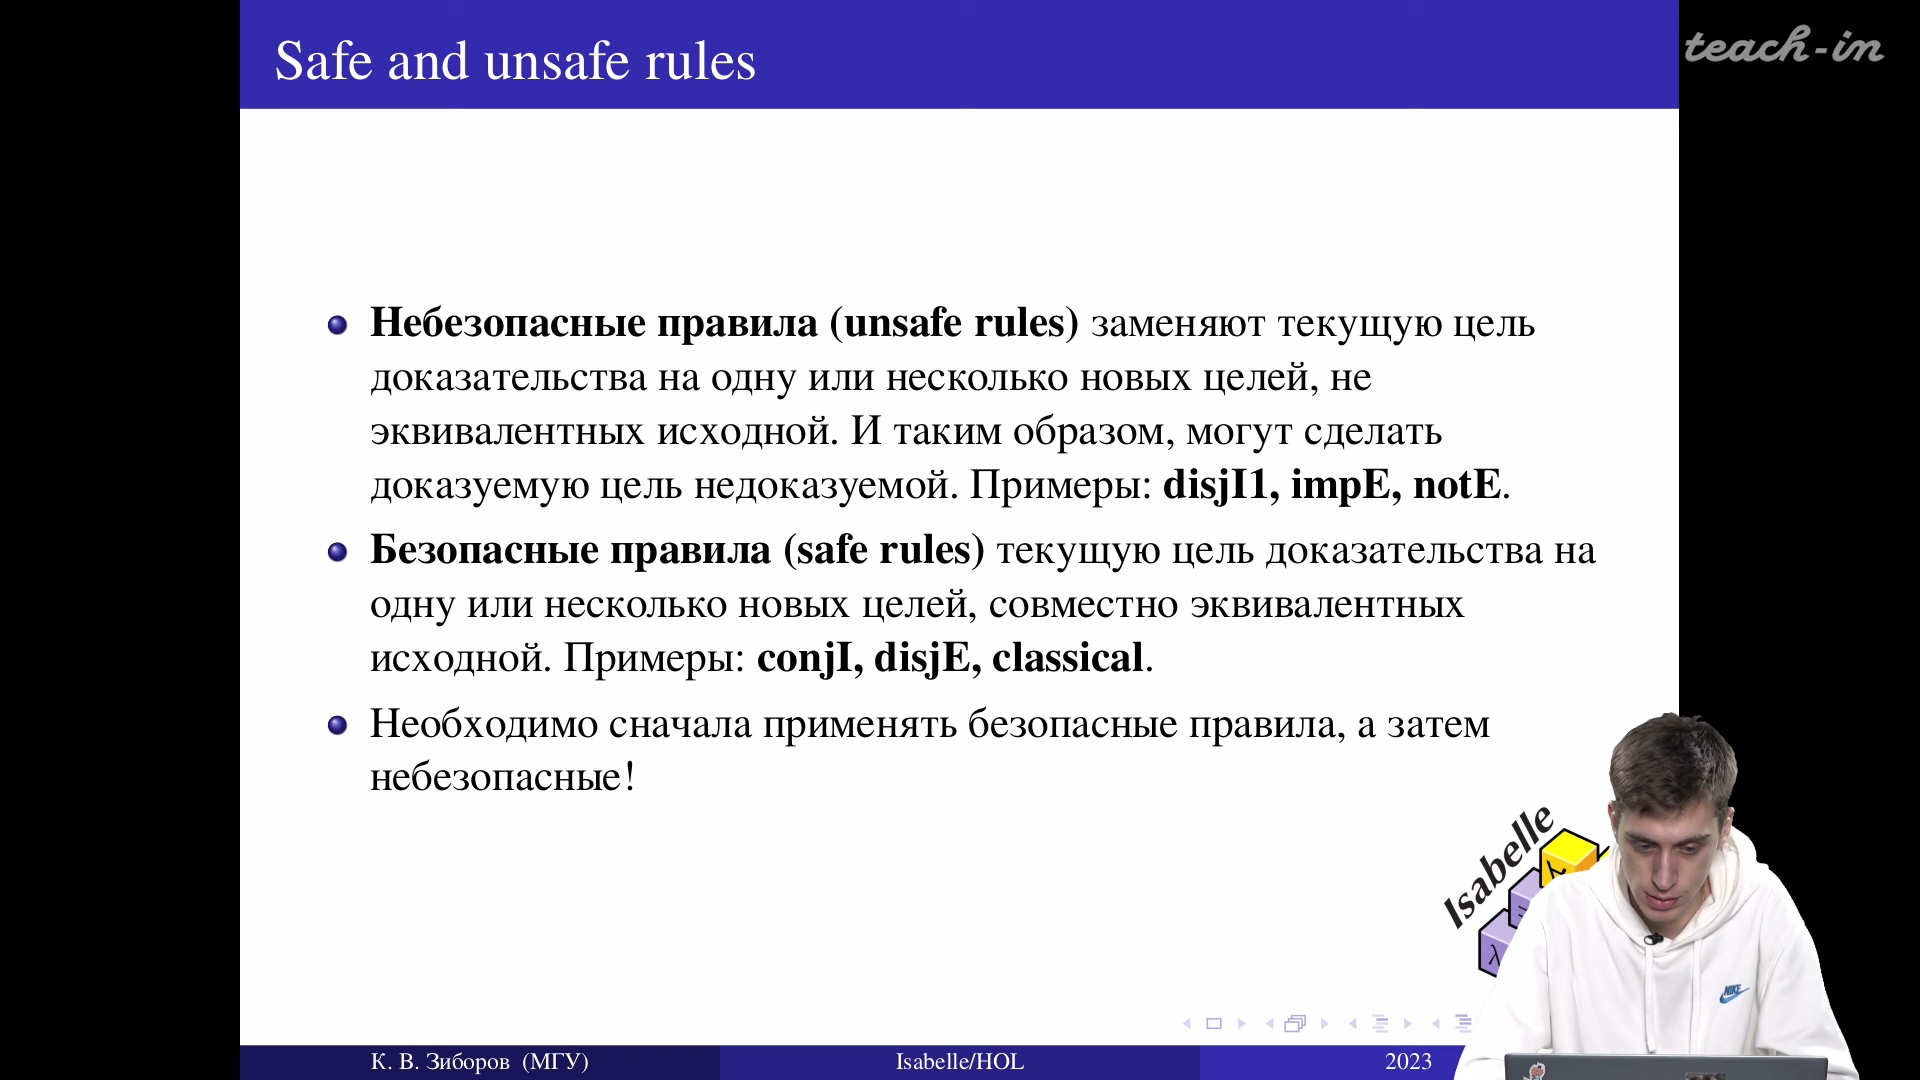 Safe and unsafe rules
teach-in
Небезопасные правила (unsafe rules) заменяют текущую цель
доказательства на одну или несколько новых целей, не
эквивалентных исходной. И таким образом, могут сделать
доказуемую цель недоказуемой. Примеры: disjI1, impE, notE.
Безопасные правила (safe rules) текущую цель доказательства на
одну или несколько новых целей, совместно эквивалентных
исходной. Примеры: conjI, disjE, classical.
Необходимо сначала применять безопасные правила, а затем
небезопасные!
Isabelle
λ
NIKE
К. В. Зиборов (МГУ)
Isabelle/HOL
2023